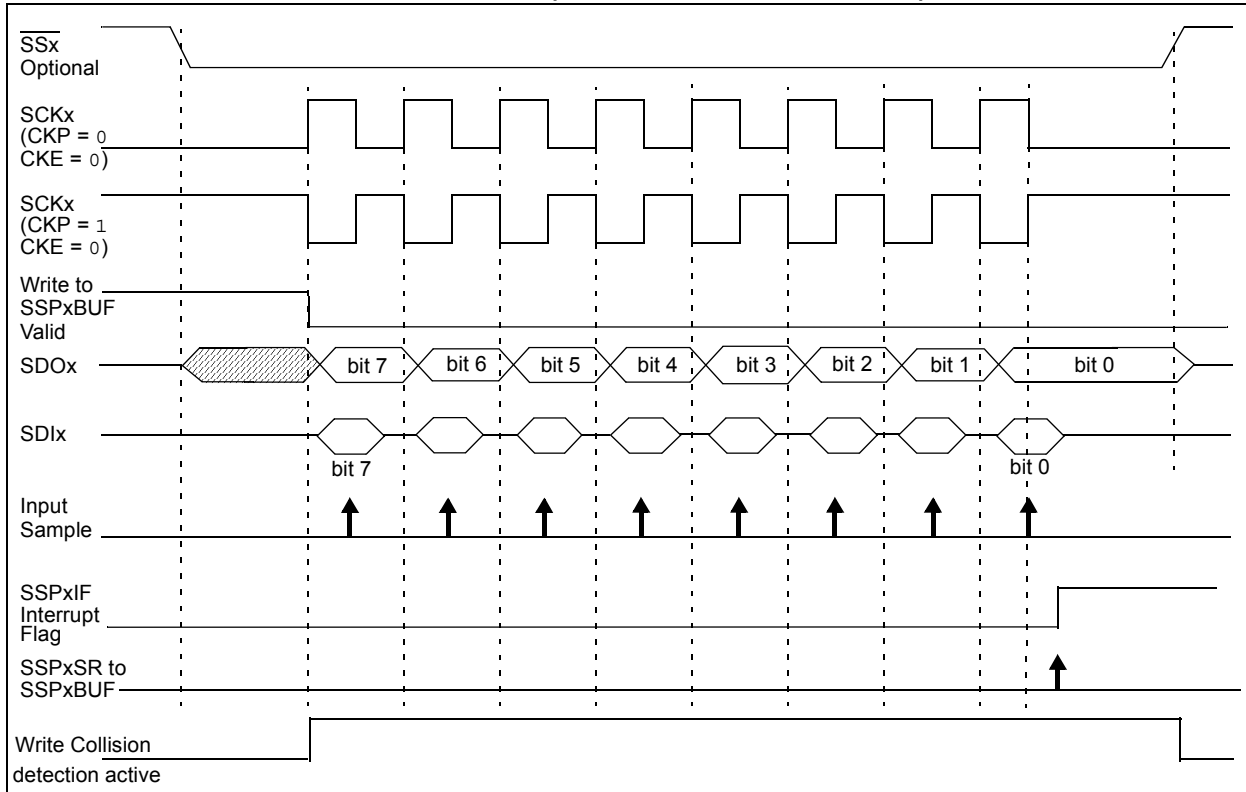 SSx
Optional
SCKx
(CKP = 0
CKE = 0)
SCKx
(CKP = 1
CKE = 0)
Write to
SSPxBUF
Valid
SDOx
bit 7
bit 6
bit 5
bit 4
bit 3
bit 2
bit 1
bit 0
SDIx
bit 7
bit 0
Input
Sample
SSPxIF
Interrupt
Flag
SSPxSR to
SSPxBUF
Write Collision
detection active